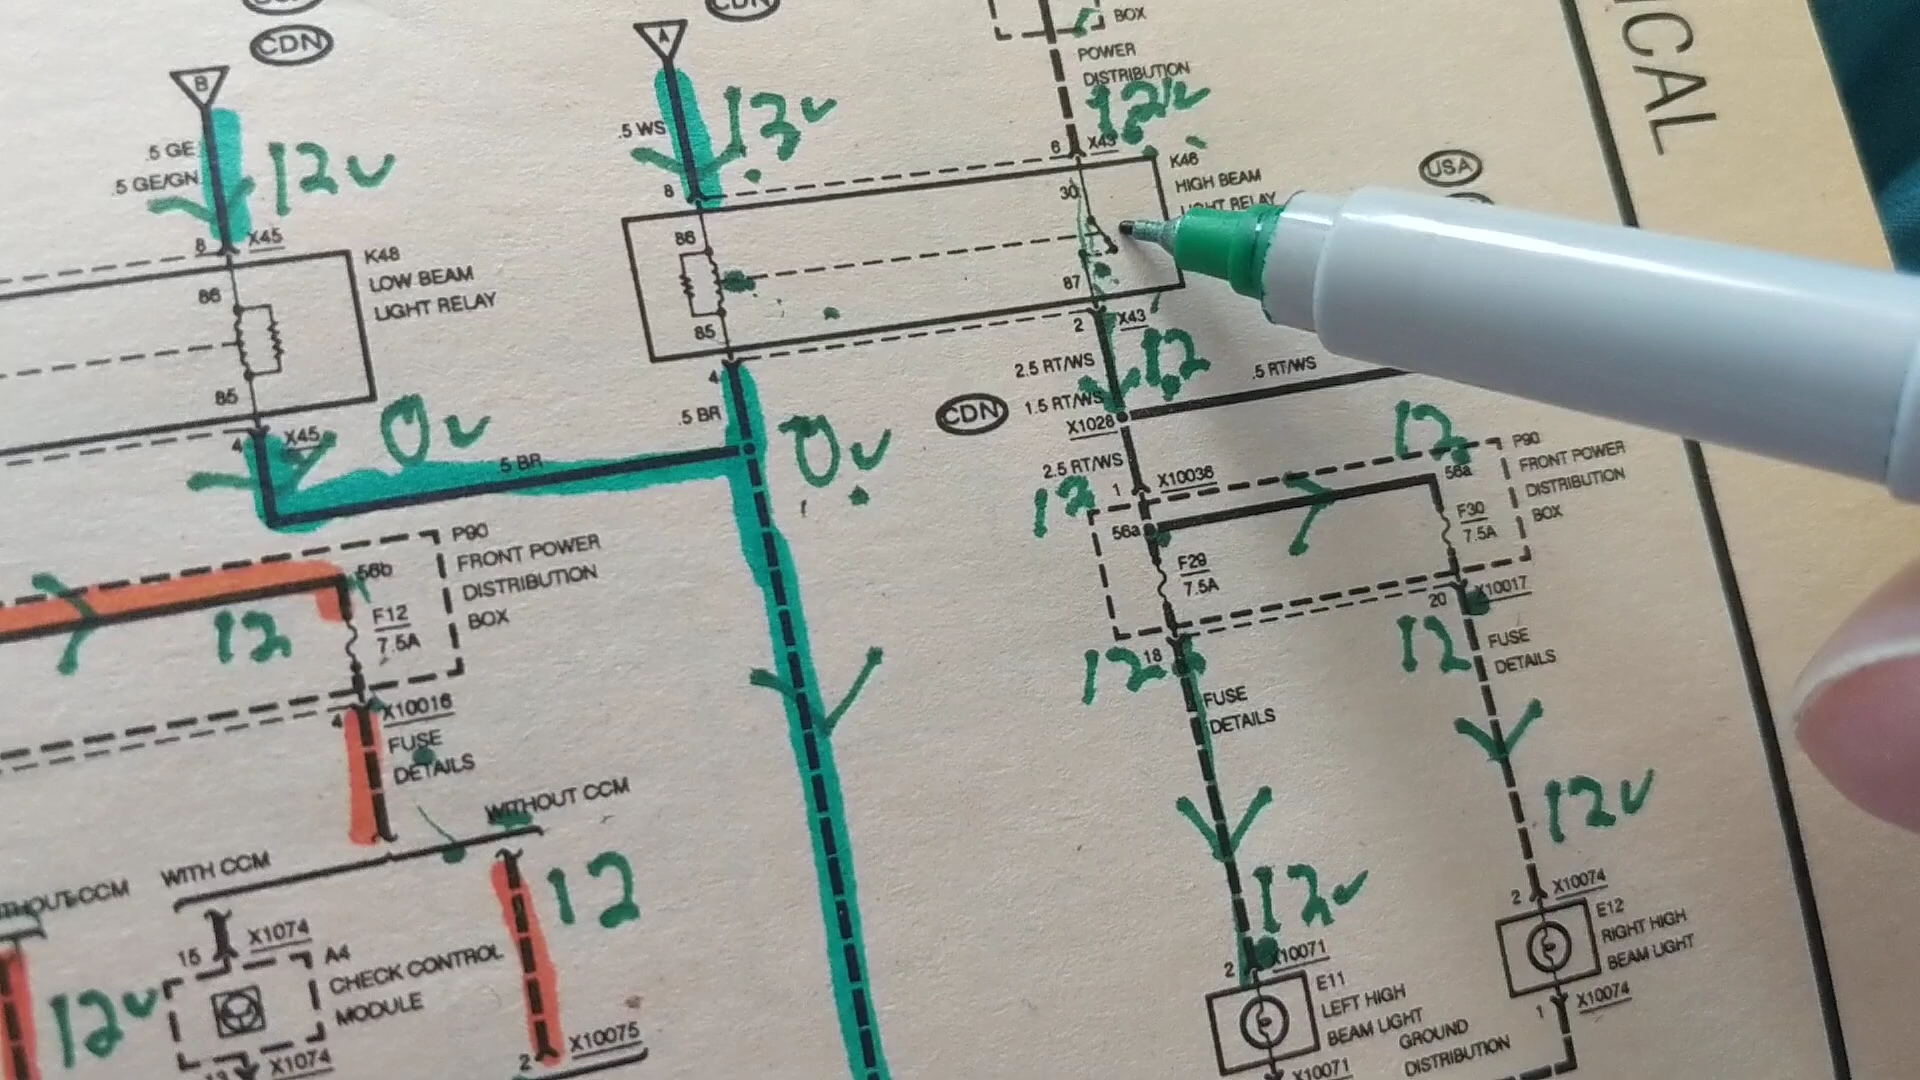 CDN
CDN
BOX
POWER
DISTRIBUTION
ICAL
B
A
.5 GE
.5 GE/GN
12v
8
X45
.5 WS
13v
8
12v
6
X43
K46
HIGH BEAM
LIGHT RELAY
USA
86
85
K48
LOW BEAM
LIGHT RELAY
86
85
30
87
4
X45
0v
.5 BR
4
.5 BR
0v
2
X43
2.5 RT/WS
12
.5 RT/WS
CDN
1.5 RT/WS
X1028
2.5 RT/WS
12
1
X10036
12
56a
P90
FRONT POWER
DISTRIBUTION
BOX
56a
F29
7.5A
F30
7.5A
20
X10017
12
FUSE
DETAILS
12
18
FUSE
DETAILS
P90
FRONT POWER
DISTRIBUTION
BOX
56b
12
F12
7.5A
4
X10016
FUSE
DETAILS
WITHOUT CCM
WITH CCM
THOUT CCM
12
12v
15
X1074
A4
CHECK CONTROL
MODULE
X1074
13
2
X10075
12v
2
X10071
E11
LEFT HIGH
BEAM LIGHT
X10071
12v
2
X10074
E12
RIGHT HIGH
BEAM LIGHT
1
X10074
GROUND
DISTRIBUTION